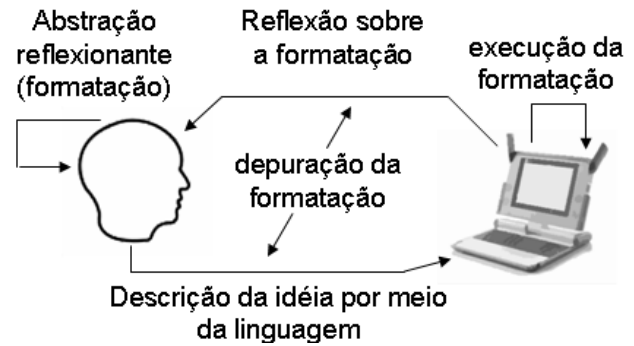 Abstração
reflexionante
(formatação)
Reflexão sobre
a formatação
execução da
formatação
depuração da
formatação
Descrição da idéia por meio
da linguagem